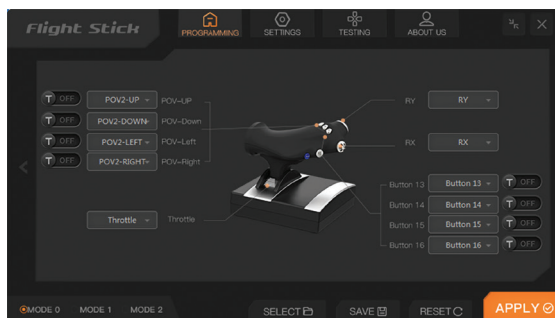 Flight Stick
PROGRAMMING
SETTINGS
TESTING
ABOUT US
T OFF POV2-UP POV-UP
T OFF POV2-DOWN POV-Down
T OFF POV2-LEFT POV-Left
T OFF POV2-RIGHT POV-Right
Throttle Throttle
RY RY
RX RX
Button 13 Button 13 T OFF
Button 14 Button 14 T OFF
Button 15 Button 15 T OFF
Button 16 Button 16 T OFF
MODE 0 MODE 1 MODE 2
SELECT SAVE RESET APPLY